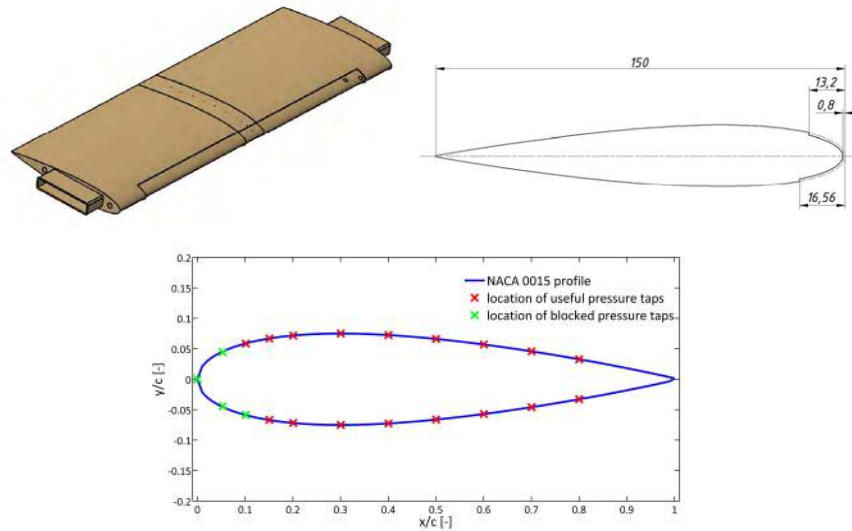 150
13,2
0,8
16,56
NACA 0015 profile
location of useful pressure taps
location of blocked pressure taps
0.2
0.15
0.1
0.05
0
-0.05
-0.1
-0.15
-0.2
y/c [-]
0 0.1 0.2 0.3 0.4 0.5 0.6 0.7 0.8 0.9 1
x/c [-]